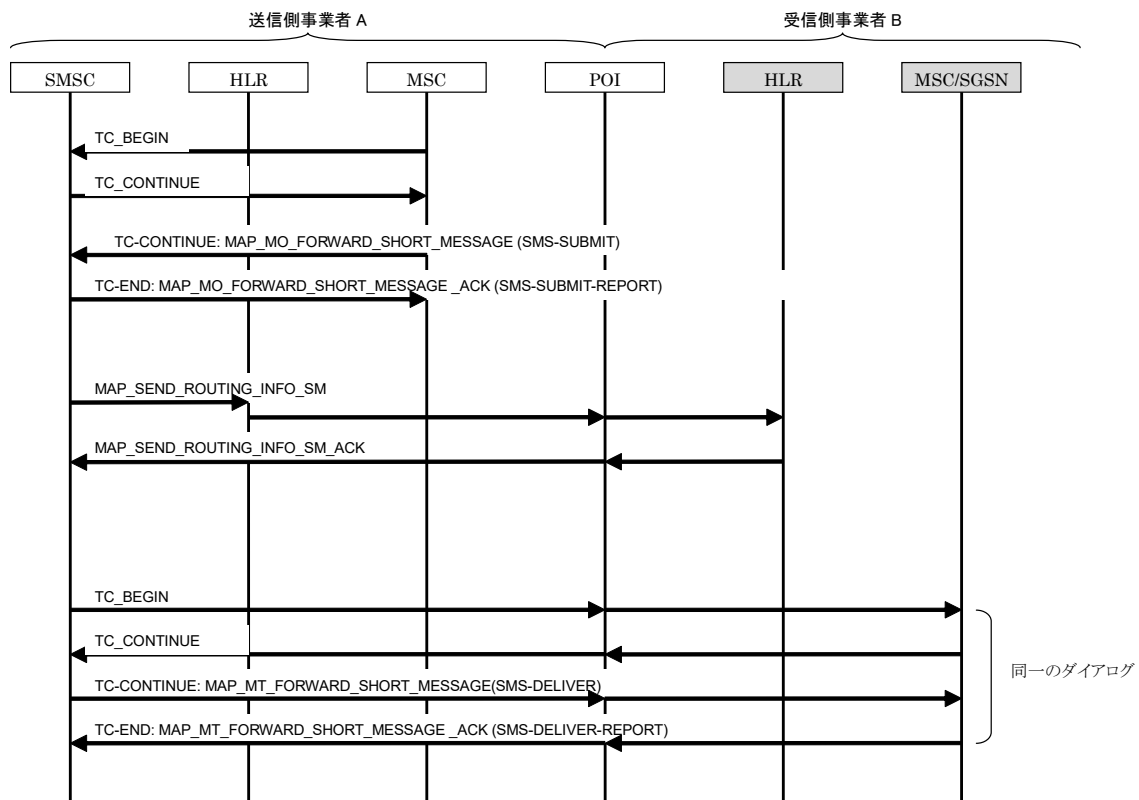 送信側事業者 A
受信側事業者 B
SMSC
HLR
MSC
POI
HLR
MSC/SGSN
TC_BEGIN
TC_CONTINUE
TC-CONTINUE: MAP_MO_FORWARD_SHORT_MESSAGE (SMS-SUBMIT)
TC-END: MAP_MO_FORWARD_SHORT_MESSAGE _ACK (SMS-SUBMIT-REPORT)
MAP_SEND_ROUTING_INFO_SM
MAP_SEND_ROUTING_INFO_SM_ACK
TC_BEGIN
TC_CONTINUE
同一のダイアログ
TC-CONTINUE: MAP_MT_FORWARD_SHORT_MESSAGE(SMS-DELIVER)
TC-END: MAP_MT_FORWARD_SHORT_MESSAGE _ACK (SMS-DELIVER-REPORT)